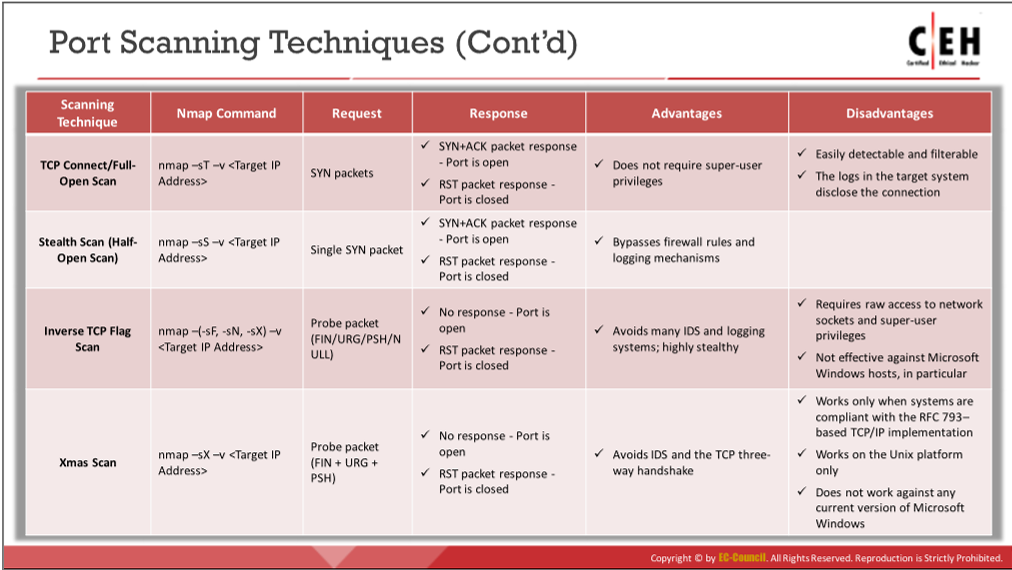 Port Scanning Techniques (Cont’d)
C|EH
Certified Ethical Hacker
Scanning
Technique
Nmap Command
Request
Response
Advantages
Disadvantages
TCP Connect/Full-
Open Scan
nmap –sT –v <Target IP
Address>
SYN packets
✓ SYN+ACK packet response
- Port is open
✓ RST packet response -
Port is closed
✓ Does not require super-user
privileges
✓ Easily detectable and filterable
✓ The logs in the target system
disclose the connection
Stealth Scan (Half-
Open Scan)
nmap –sS –v <Target IP
Address>
Single SYN packet
✓ SYN+ACK packet response
- Port is open
✓ RST packet response -
Port is closed
✓ Bypasses firewall rules and
logging mechanisms
Inverse TCP Flag
Scan
nmap –(-sF, -sN, -sX) –v
<Target IP Address>
Probe packet
(FIN/URG/PSH/N
ULL)
✓ No response - Port is
open
✓ RST packet response -
Port is closed
✓ Avoids many IDS and logging
systems; highly stealthy
✓ Requires raw access to network
sockets and super-user
privileges
✓ Not effective against Microsoft
Windows hosts, in particular
Xmas Scan
nmap –sX –v <Target IP
Address>
Probe packet
(FIN + URG +
PSH)
✓ No response - Port is
open
✓ RST packet response -
Port is closed
✓ Avoids IDS and the TCP three-
way handshake
✓ Works only when systems are
compliant with the RFC 793–
based TCP/IP implementation
✓ Works on the Unix platform
only
✓ Does not work against any
current version of Microsoft
Windows
Copyright © by EC-Council. All Rights Reserved. Reproduction is Strictly Prohibited.